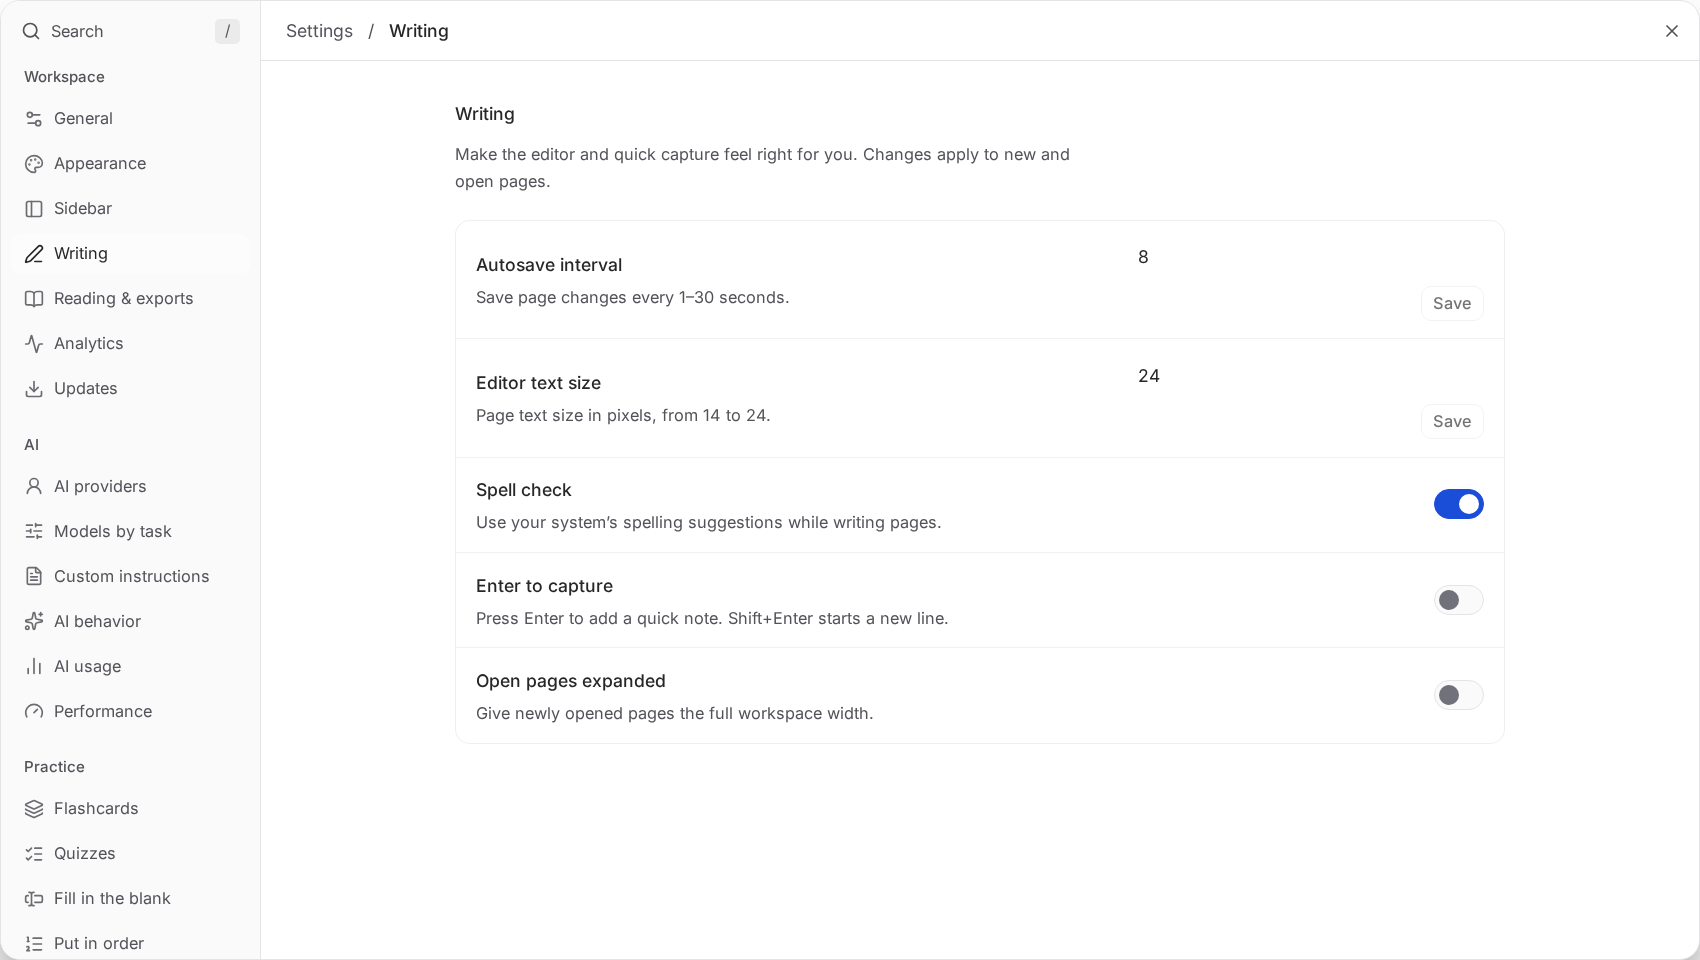 Search /
Workspace
General
Appearance
Sidebar
Writing
Reading & exports
Analytics
Updates
AI
AI providers
Models by task
Custom instructions
AI behavior
AI usage
Performance
Practice
Flashcards
Quizzes
Fill in the blank
Put in order
Settings / Writing
Writing
Make the editor and quick capture feel right for you. Changes apply to new and
open pages.
Autosave interval
Save page changes every 1–30 seconds.
8
Save
Editor text size
Page text size in pixels, from 14 to 24.
24
Save
Spell check
Use your system’s spelling suggestions while writing pages.
Enter to capture
Press Enter to add a quick note. Shift+Enter starts a new line.
Open pages expanded
Give newly opened pages the full workspace width.